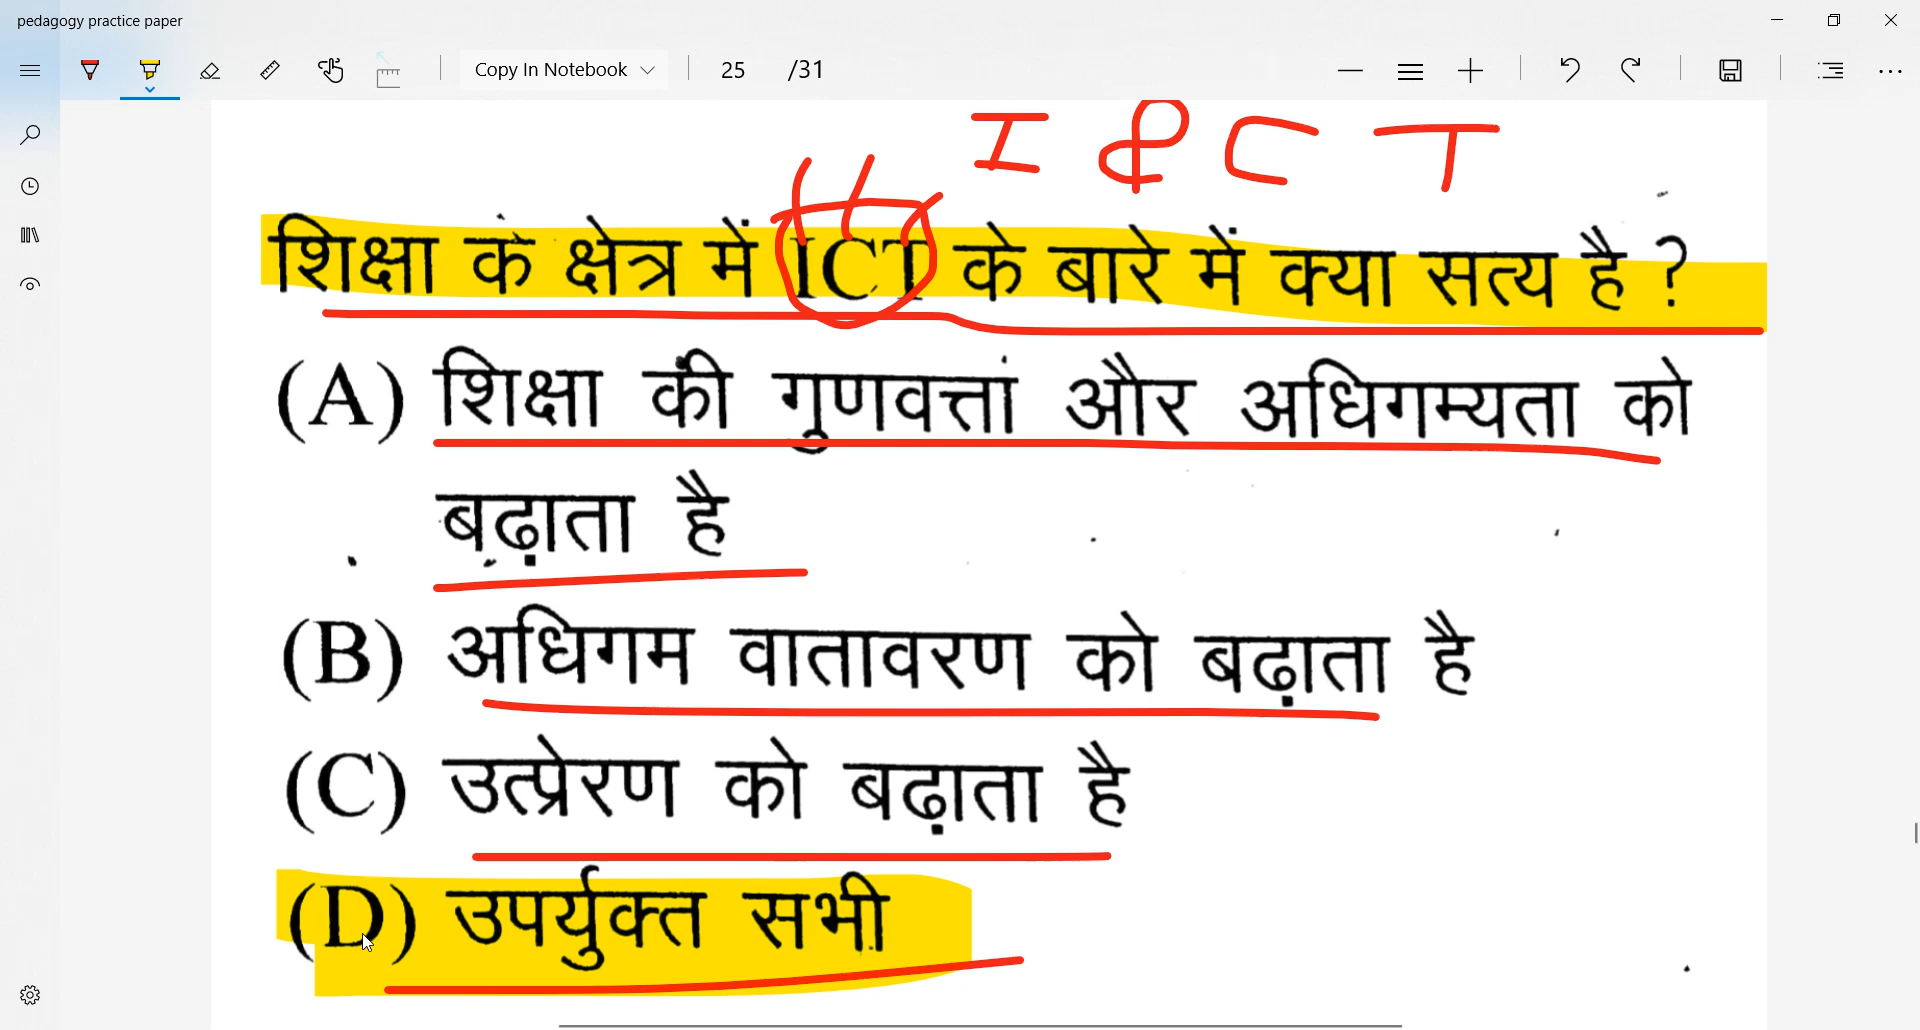 pedagogy practice paper
Copy In Notebook 25 /31
I & C T
शिक्षा के क्षेत्र में ICT के बारे में क्या सत्य है ?
(A) शिक्षा की गुणवत्ता और अधिगम्यता को
बढ़ाता है
(B) अधिगम वातावरण को बढ़ाता है
(C) उत्प्रेरण को बढ़ाता है
(D) उपर्युक्त सभी